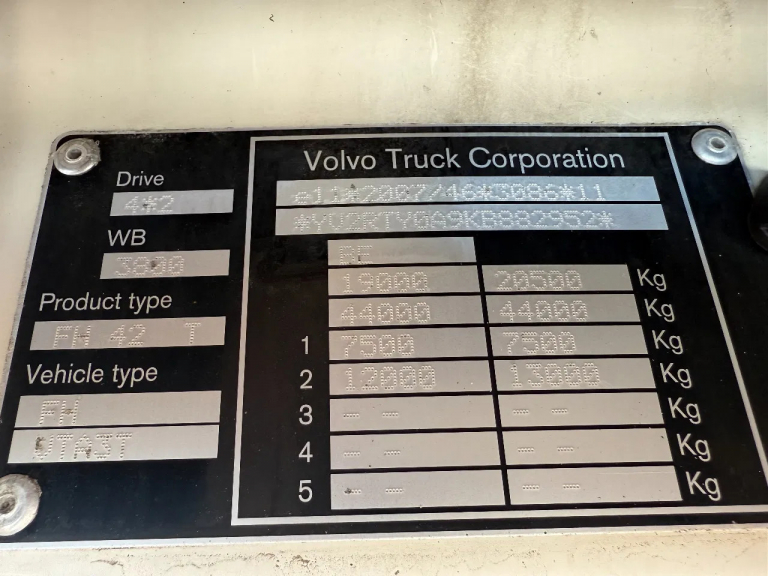 Volvo Truck Corporation
Drive
4*2
WB
3800
Product type
FH 42 T
Vehicle type
FH
VTA3T
e11*2007/46*3086*11
*YV2RTY0A9KB882952*
RE
19000 20500 Kg
44000 44000 Kg
1 7500 7500 Kg
2 12000 13000 Kg
3 -- -- -- -- Kg
4 -- -- -- -- Kg
5 -- -- -- -- Kg